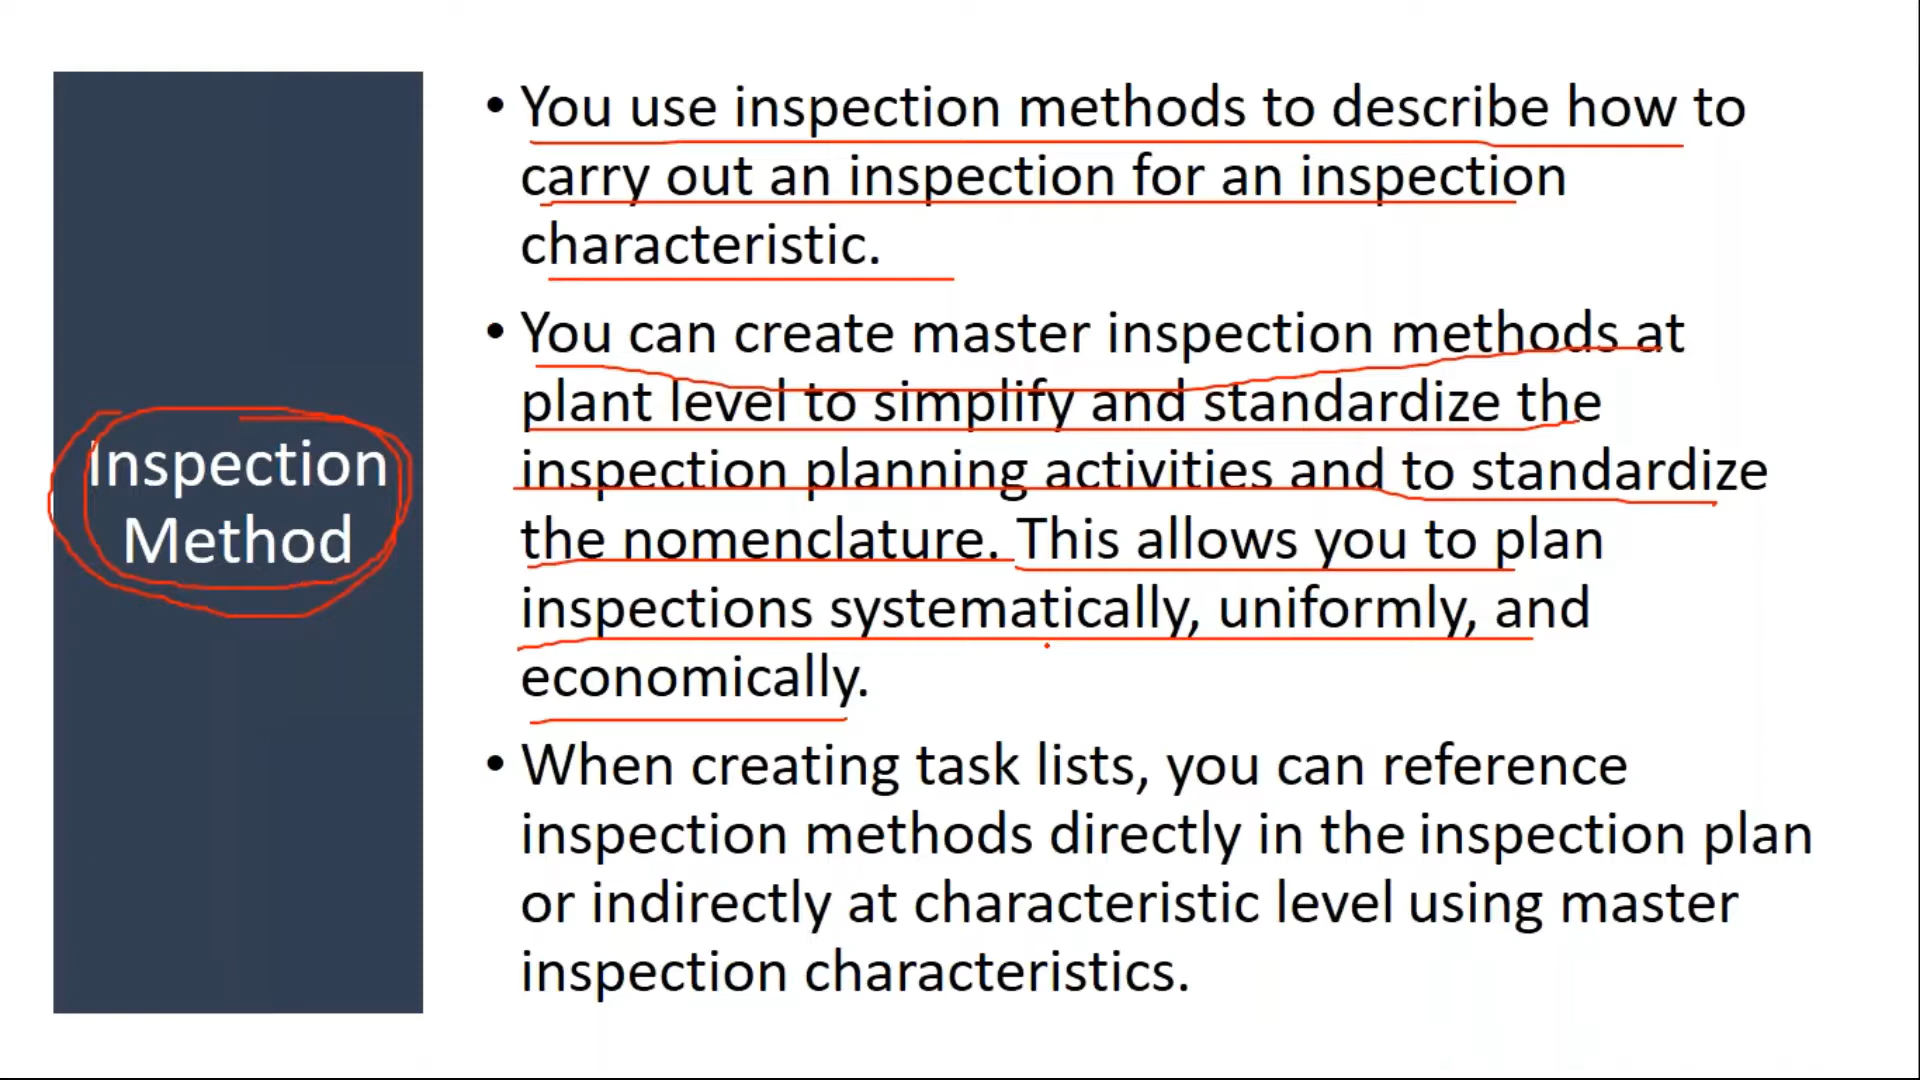 Inspection
Method
• You use inspection methods to describe how to
carry out an inspection for an inspection
characteristic.
• You can create master inspection methods at
plant level to simplify and standardize the
inspection planning activities and to standardize
the nomenclature. This allows you to plan
inspections systematically, uniformly, and
economically.
• When creating task lists, you can reference
inspection methods directly in the inspection plan
or indirectly at characteristic level using master
inspection characteristics.